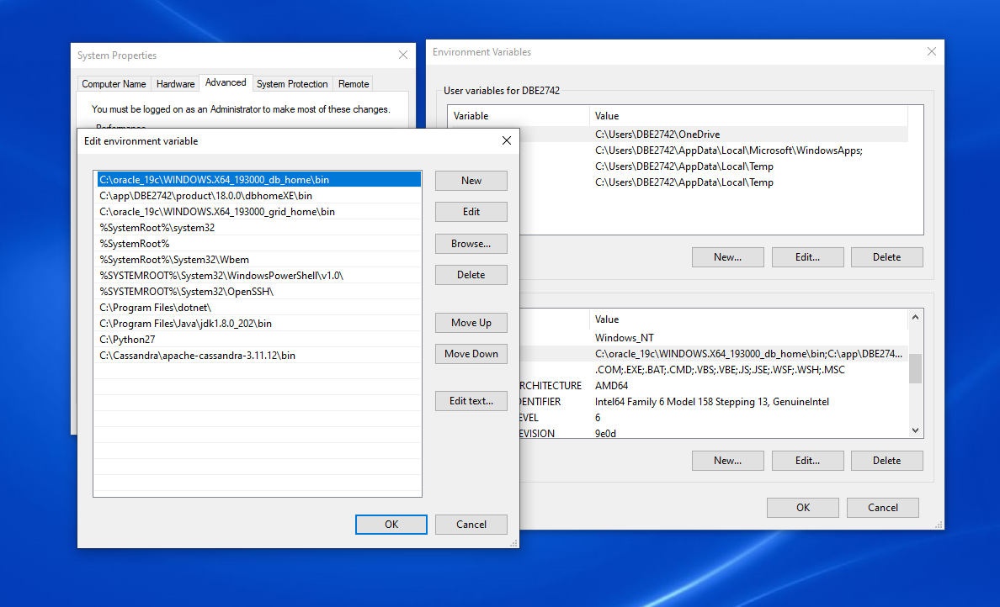 System Properties
Computer Name Hardware Advanced System Protection Remote
You must be logged on as an Administrator to make most of these changes.
Performance
Edit environment variable
C:\oracle_19c\WINDOWS.X64_193000_db_home\bin
C:\app\DBE2742\product\18.0.0\dbhomeXE\bin
C:\oracle_19c\WINDOWS.X64_193000_grid_home\bin
%SystemRoot%\system32
%SystemRoot%
%SystemRoot%\System32\Wbem
%SYSTEMROOT%\System32\WindowsPowerShell\v1.0\
%SYSTEMROOT%\System32\OpenSSH\
C:\Program Files\dotnet\
C:\Program Files\Java\jdk1.8.0_202\bin
C:\Python27
C:\Cassandra\apache-cassandra-3.11.12\bin
New
Edit
Browse...
Delete
Move Up
Move Down
Edit text...
OK Cancel
Environment Variables
User variables for DBE2742
Variable Value
C:\Users\DBE2742\OneDrive
C:\Users\DBE2742\AppData\Local\Microsoft\WindowsApps;
C:\Users\DBE2742\AppData\Local\Temp
C:\Users\DBE2742\AppData\Local\Temp
New... Edit... Delete
Value
Windows_NT
C:\oracle_19c\WINDOWS.X64_193000_db_home\bin;C:\app\DBE274...
.COM;.EXE;.BAT;.CMD;.VBS;.VBE;.JS;.JSE;.WSF;.WSH;.MSC
RCHITECTURE AMD64
DENTIFIER Intel64 Family 6 Model 158 Stepping 13, GenuineIntel
EVEL 6
EVISION 9e0d
New... Edit... Delete
OK Cancel